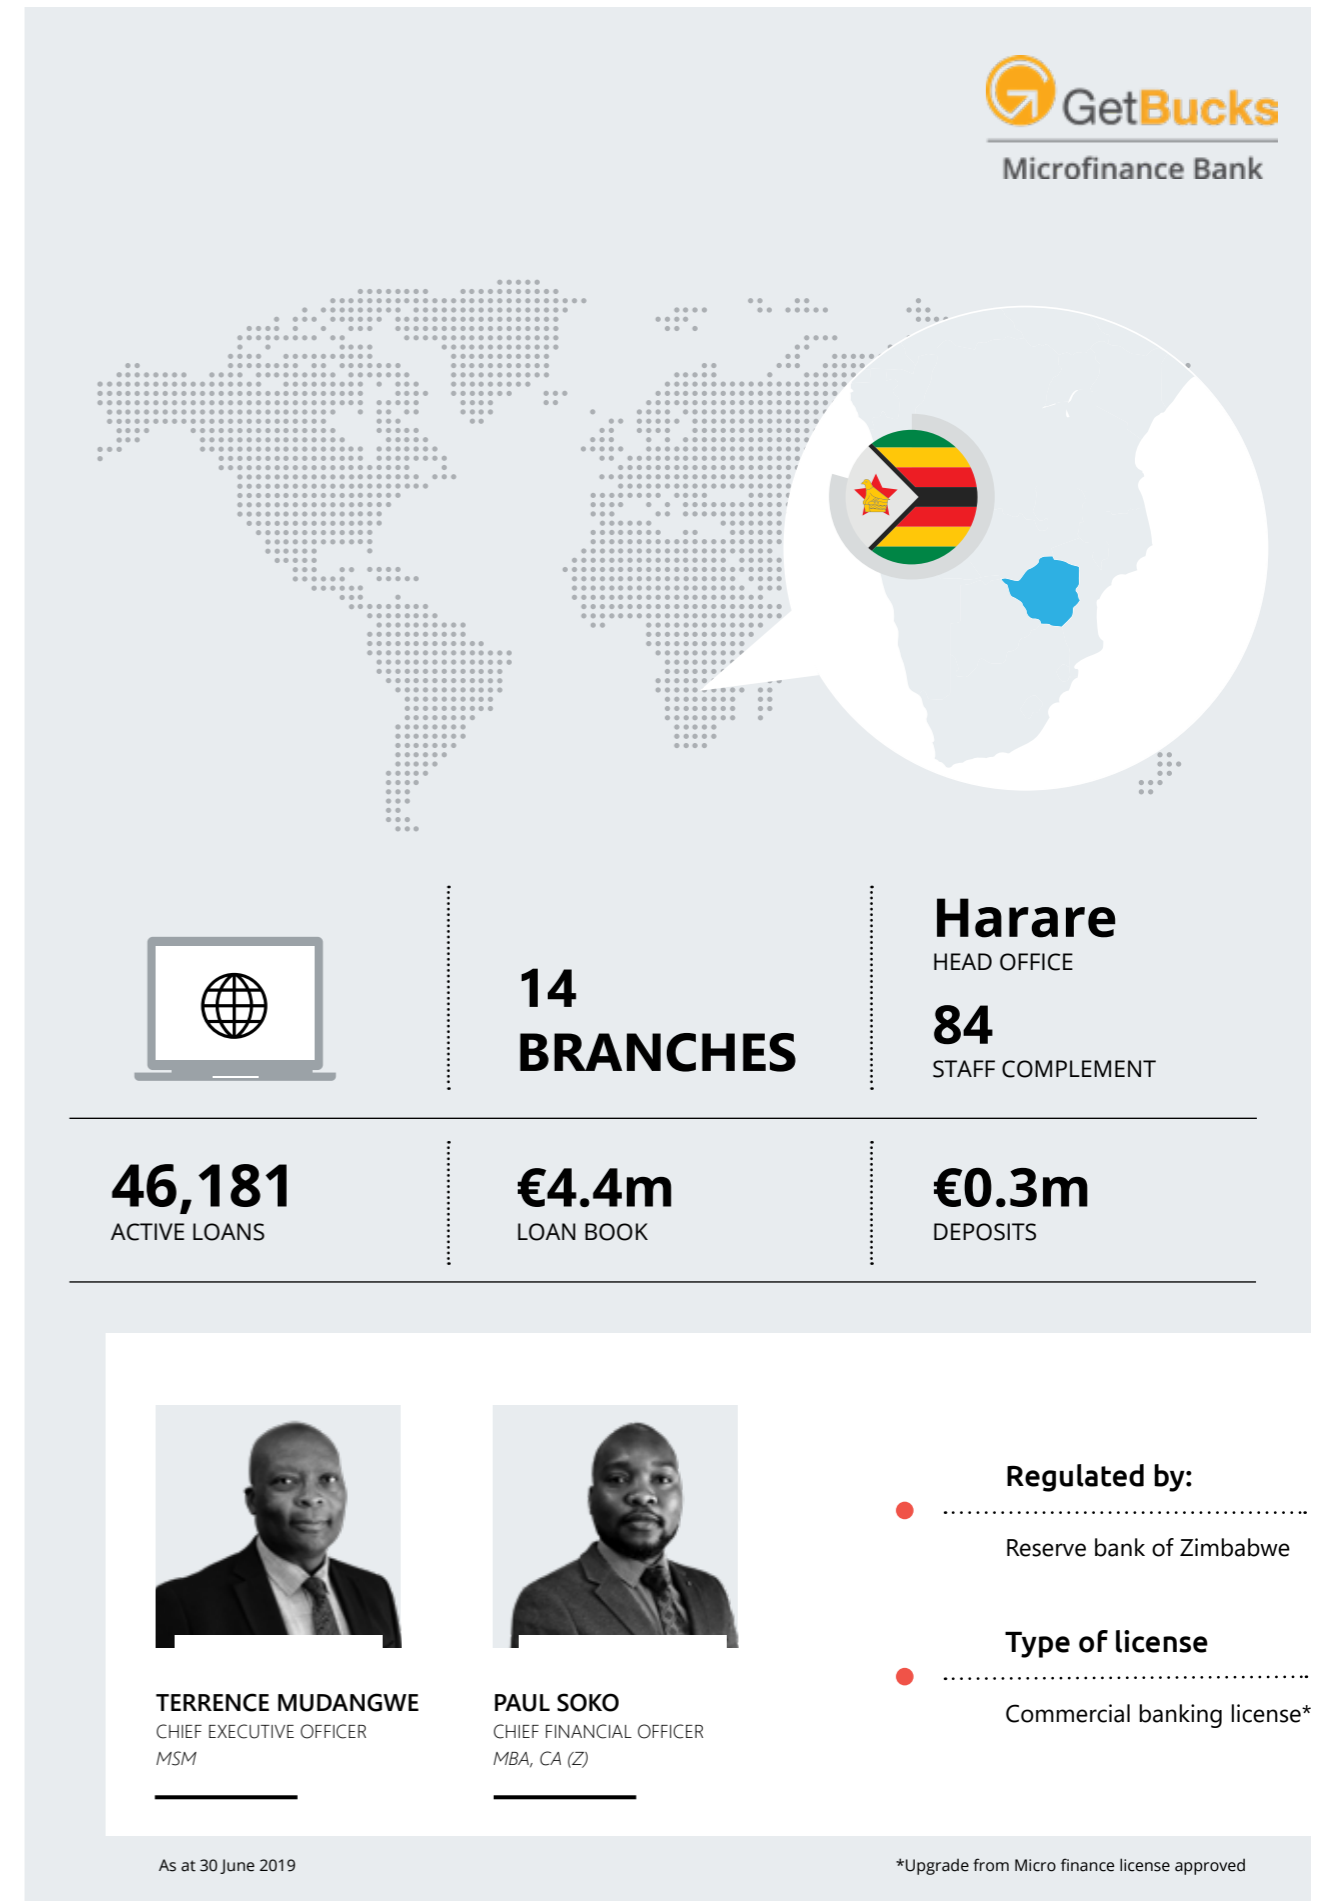 GetBucks
Microfinance Bank
14
BRANCHES
Harare
HEAD OFFICE
84
STAFF COMPLEMENT
46,181
ACTIVE LOANS
€4.4m
LOAN BOOK
€0.3m
DEPOSITS
TERRENCE MUDANGWE
CHIEF EXECUTIVE OFFICER
MSM
PAUL SOKO
CHIEF FINANCIAL OFFICER
MBA, CA (Z)
Regulated by:
Reserve bank of Zimbabwe
Type of license
Commercial banking license*
As at 30 June 2019
*Upgrade from Micro finance license approved